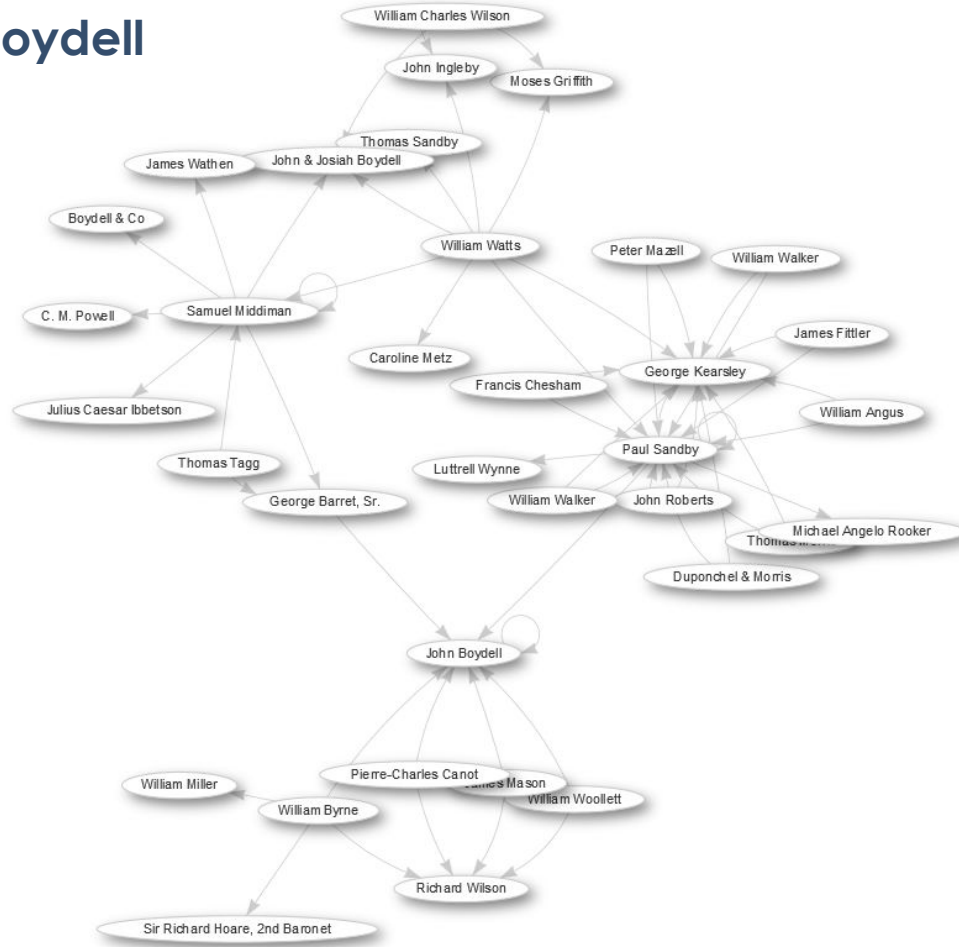 oydell
William Charles Wilson
John Ingleby
Moses Griffith
Thomas Sandby
John & Josiah Boydell
James Wathen
Boydell & Co
William Watts
Peter Mazell
William Walker
C. M. Powell
Samuel Middiman
James Fittler
Caroline Metz
George Kearsley
Francis Chesham
Julius Caesar Ibbetson
William Angus
Paul Sandby
Thomas Tagg
Luttrell Wynne
George Barret, Sr.
William Walker
John Roberts
Michael Angelo Rooker
Thomas
Duponchel & Morris
John Boydell
Pierre-Charles Canot
Mason
William Miller
William Woollett
William Byrne
Richard Wilson
Sir Richard Hoare, 2nd Baronet